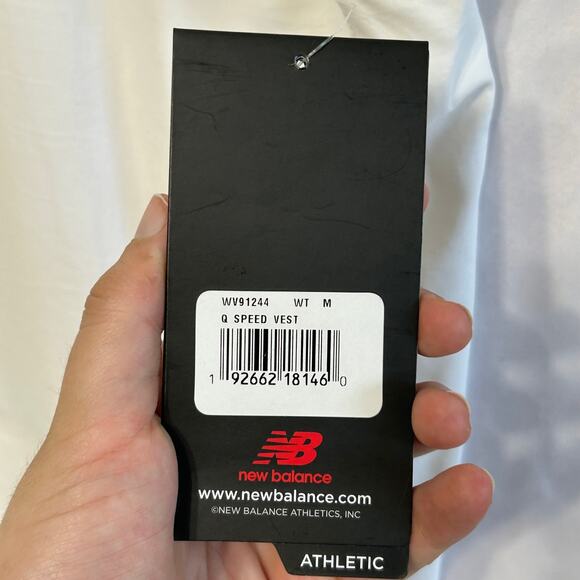 WV91244 WT M
Q SPEED VEST
1 92662 18146 0
NB
new balance
www.newbalance.com
©NEW BALANCE ATHLETICS, INC
ATHLETIC